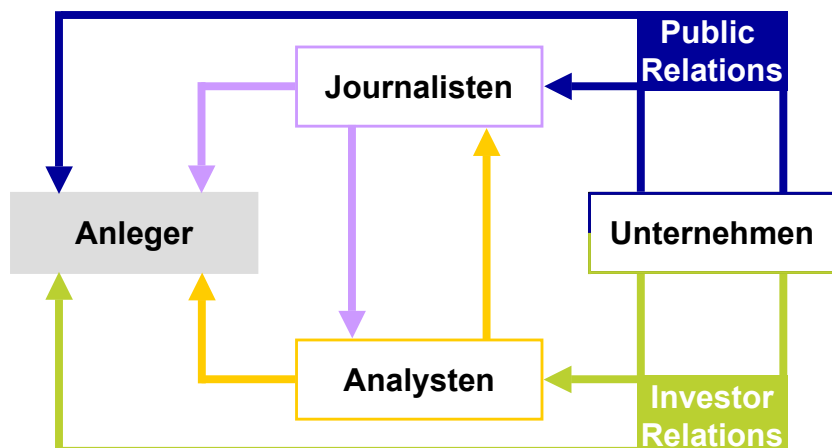 Public
Relations
Journalisten
Anleger
Unternehmen
Analysten
Investor
Relations